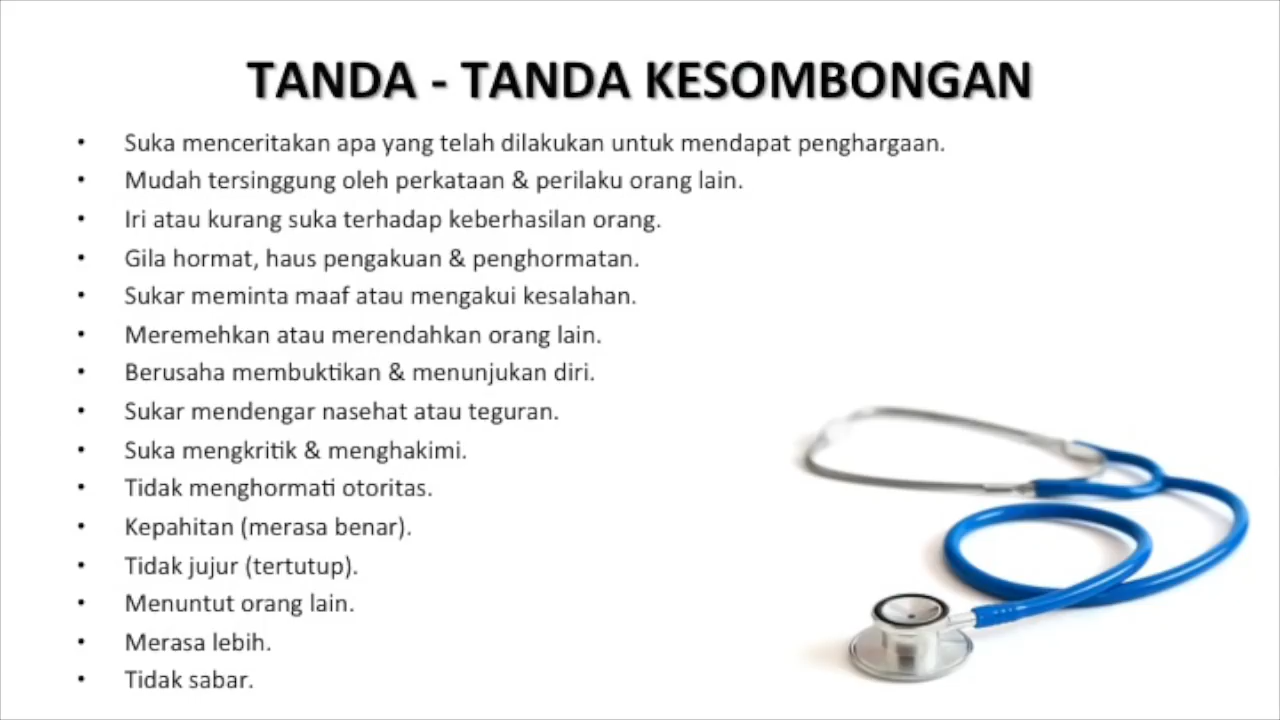 TANDA - TANDA KESOMBONGAN
• Suka menceritakan apa yang telah dilakukan untuk mendapat penghargaan.
• Mudah tersinggung oleh perkataan & perilaku orang lain.
• Iri atau kurang suka terhadap keberhasilan orang.
• Gila hormat, haus pengakuan & penghormatan.
• Sukar meminta maaf atau mengakui kesalahan.
• Meremehkan atau merendahkan orang lain.
• Berusaha membuktikan & menunjukan diri.
• Sukar mendengar nasehat atau teguran.
• Suka mengkritik & menghakimi.
• Tidak menghormati otoritas.
• Kepahitan (merasa benar).
• Tidak jujur (tertutup).
• Menuntut orang lain.
• Merasa lebih.
• Tidak sabar.